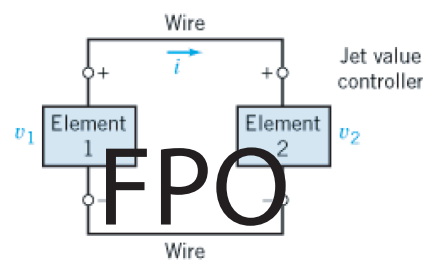 Wire
i
+ +
Jet value
controller
v1 Element
1
Element
2 v2
FPO
– –
Wire